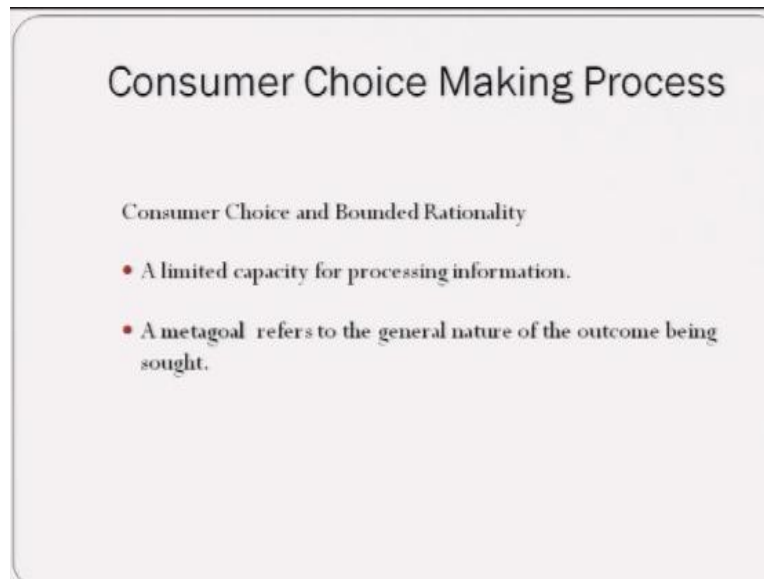 Consumer Choice Making Process
Consumer Choice and Bounded Rationality
• A limited capacity for processing information.
• A metagoal refers to the general nature of the outcome being
sought.